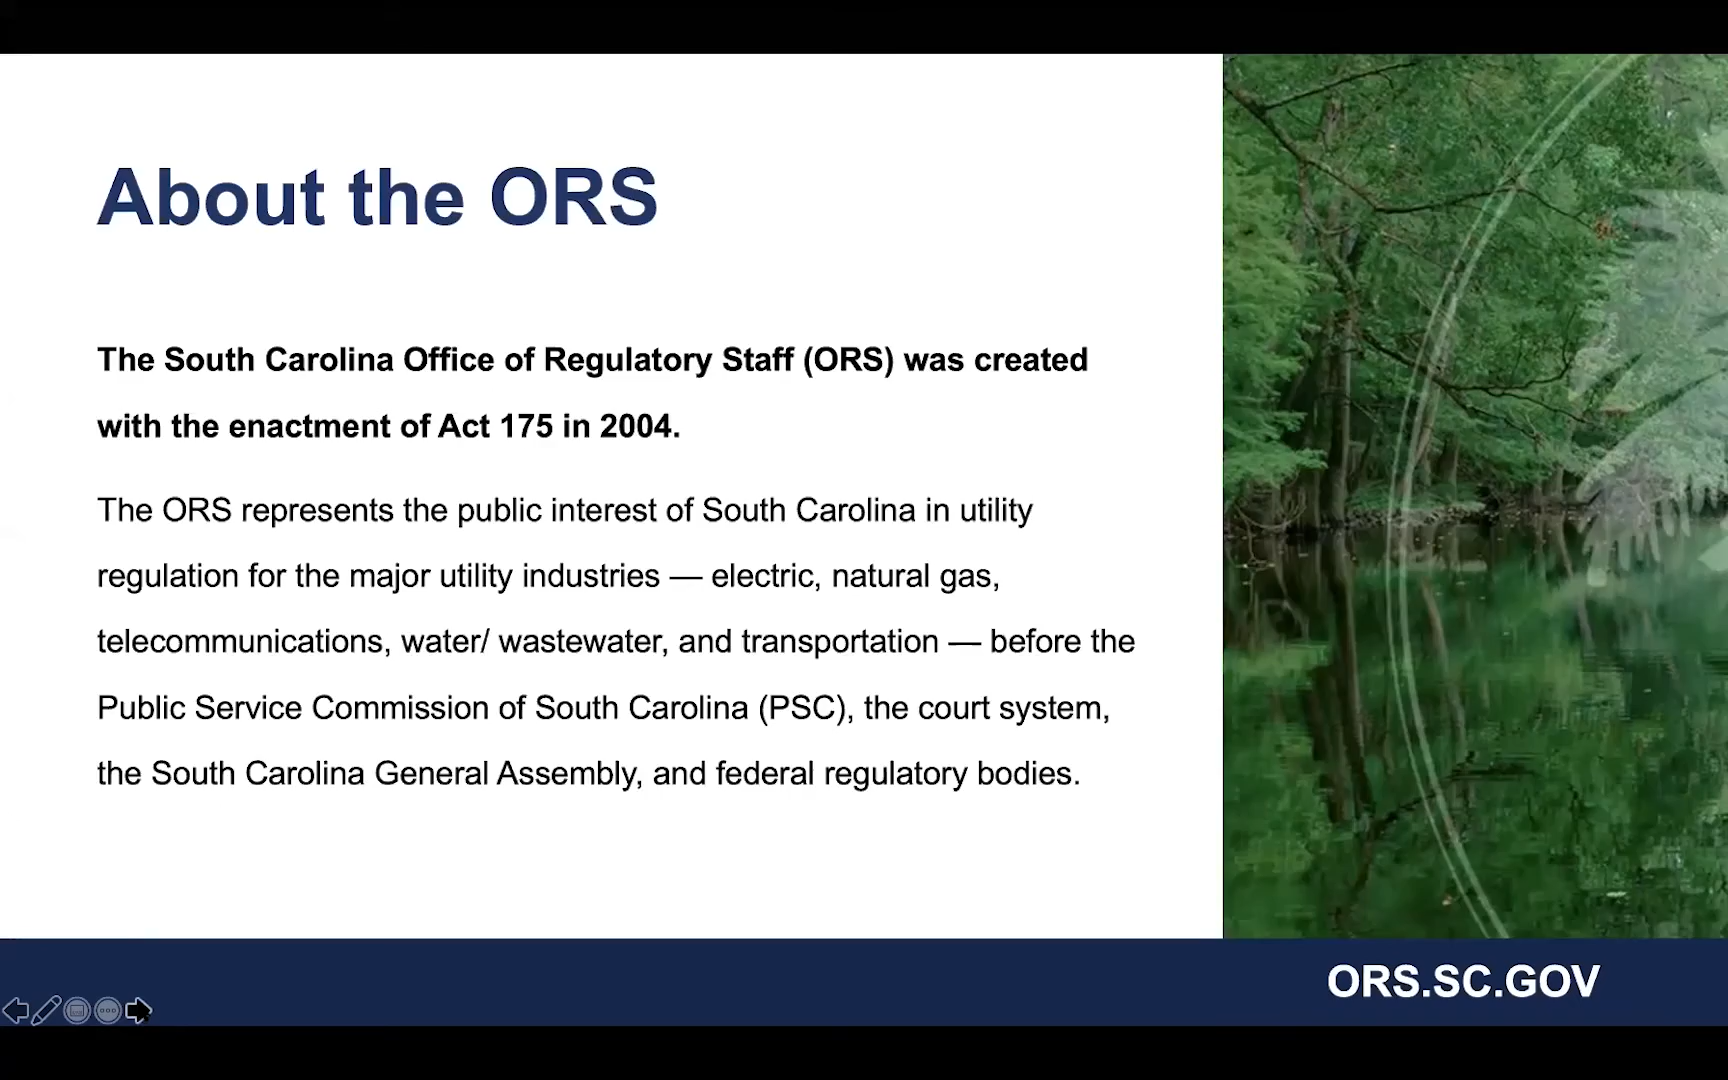 About the ORS
The South Carolina Office of Regulatory Staff (ORS) was created
with the enactment of Act 175 in 2004.
The ORS represents the public interest of South Carolina in utility
regulation for the major utility industries — electric, natural gas,
telecommunications, water/ wastewater, and transportation — before the
Public Service Commission of South Carolina (PSC), the court system,
the South Carolina General Assembly, and federal regulatory bodies.
ORS.SC.GOV